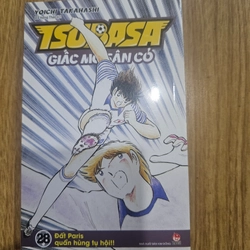 YOICHI TAKAHASHI
TSUBASA
GIẤC MƠ SÂN CỎ
28
Đất Paris
quần hùng tụ hội!!